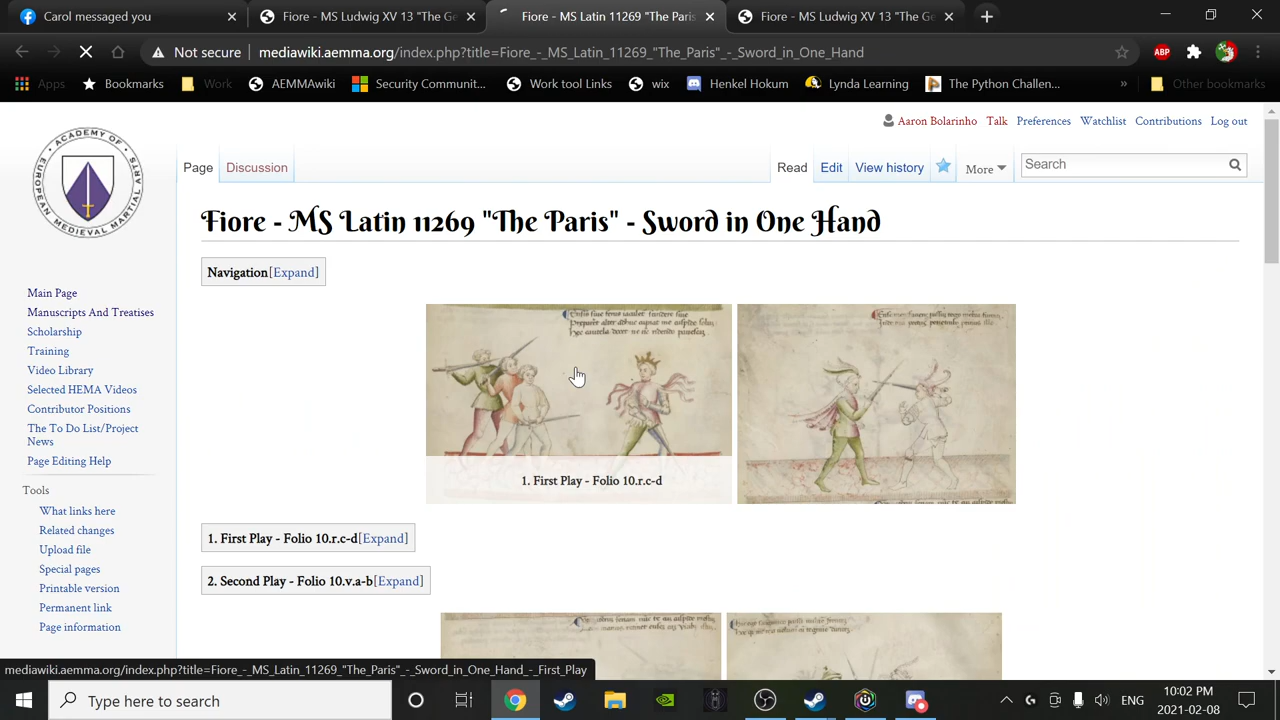 Carol messaged you
Fiore - MS Ludwig XV 13 "The Ge
Fiore - MS Latin 11269 "The Paris"
Fiore - MS Ludwig XV 13 "The Ge
Not secure
mediawiki.aemma.org/index.php?title=Fiore_-_MS_Latin_11269_"The_Paris"_-_Sword_in_One_Hand
ABP
Apps Bookmarks Work AEMMAwiki Security Communit... Work tool Links wix Henkel Hokum Lynda Learning The Python Challen... » Other bookmarks
ACADEMY OF EUROPEAN MEDIEVAL MARTIAL ARTS
Aaron Bolarinho Talk Preferences Watchlist Contributions Log out
Page Discussion Read Edit View history More Search
Fiore - MS Latin 11269 "The Paris" - Sword in One Hand
Navigation[Expand]
1. First Play - Folio 10.r.c-d
1. First Play - Folio 10.r.c-d[Expand]
2. Second Play - Folio 10.v.a-b[Expand]
Main Page
Manuscripts And Treatises
Scholarship
Training
Video Library
Selected HEMA Videos
Contributor Positions
The To Do List/Project
News
Page Editing Help
Tools
What links here
Related changes
Upload file
Special pages
Printable version
Permanent link
Page information
mediawiki.aemma.org/index.php?title=Fiore_-_MS_Latin_11269_"The_Paris"_-_Sword_in_One_Hand_-_First_Play
Type here to search
ENG
10:02 PM
2021-02-08